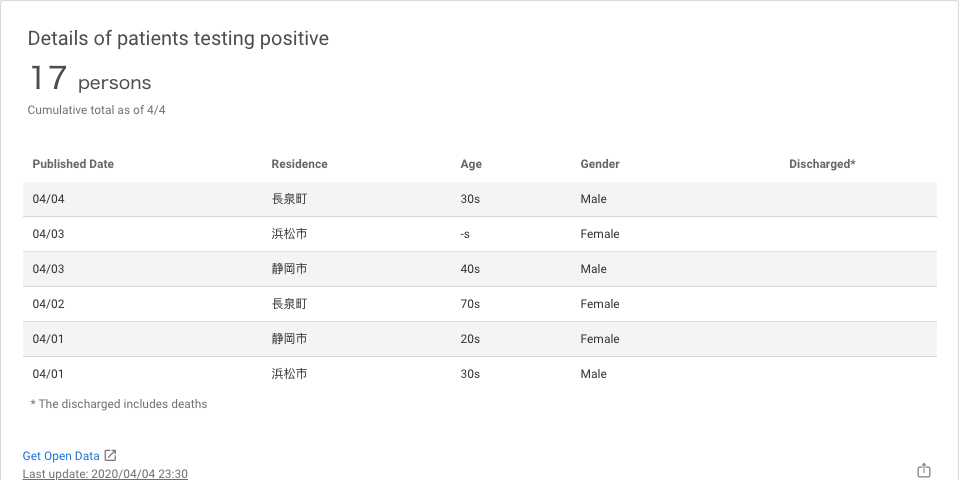 Details of patients testing positive
17 persons
Cumulative total as of 4/4
Published Date Residence Age Gender Discharged*
04/04 長泉町 30s Male
04/03 浜松市 -s Female
04/03 静岡市 40s Male
04/02 長泉町 70s Female
04/01 静岡市 20s Female
04/01 浜松市 30s Male
* The discharged includes deaths
Get Open Data
Last update: 2020/04/04 23:30